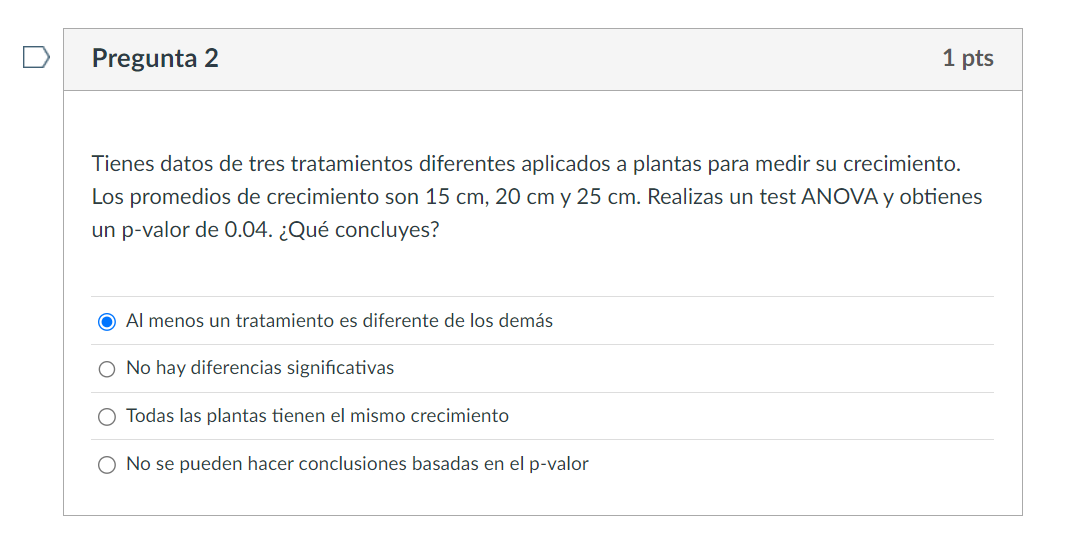 Pregunta 2
1 pts
Tienes datos de tres tratamientos diferentes aplicados a plantas para medir su crecimiento.
Los promedios de crecimiento son 15 cm, 20 cm y 25 cm. Realizas un test ANOVA y obtienes
un p-valor de 0.04. ¿Qué concluyes?
Al menos un tratamiento es diferente de los demás
No hay diferencias significativas
Todas las plantas tienen el mismo crecimiento
No se pueden hacer conclusiones basadas en el p-valor